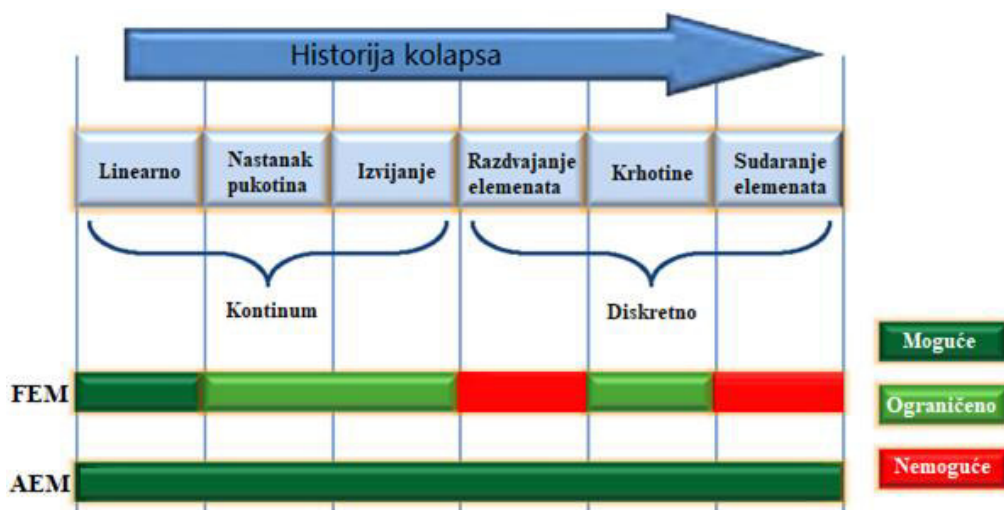 Historija kolapsa
Linearno
Nastanak
pukotina
Izvijanje
Razdvajanje
elemenata
Krhotine
Sudaranje
elemenata
Kontinum
Diskretno
Moguće
FEM
Ograničeno
AEM
Nemoguće